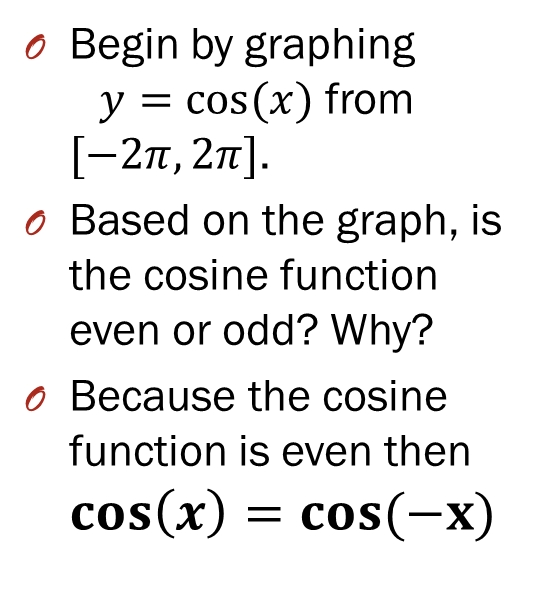 Begin by graphing
y = cos(x) from
[−2π, 2π].
Based on the graph, is
the cosine function
even or odd? Why?
Because the cosine
function is even then
cos(x) = cos(−x)